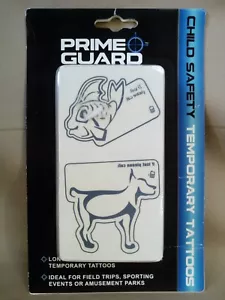 PRIME
GUARD
CHILD SAFETY TEMPORARY TATTOOS
TEMPORARY TATTOOS
• IDEAL FOR FIELD TRIPS, SPORTING
EVENTS OR AMUSEMENT PARKS